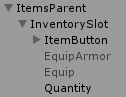 ItemsParent
InventorySlot
ItemButton
EquipArmor
Equip
Quantity